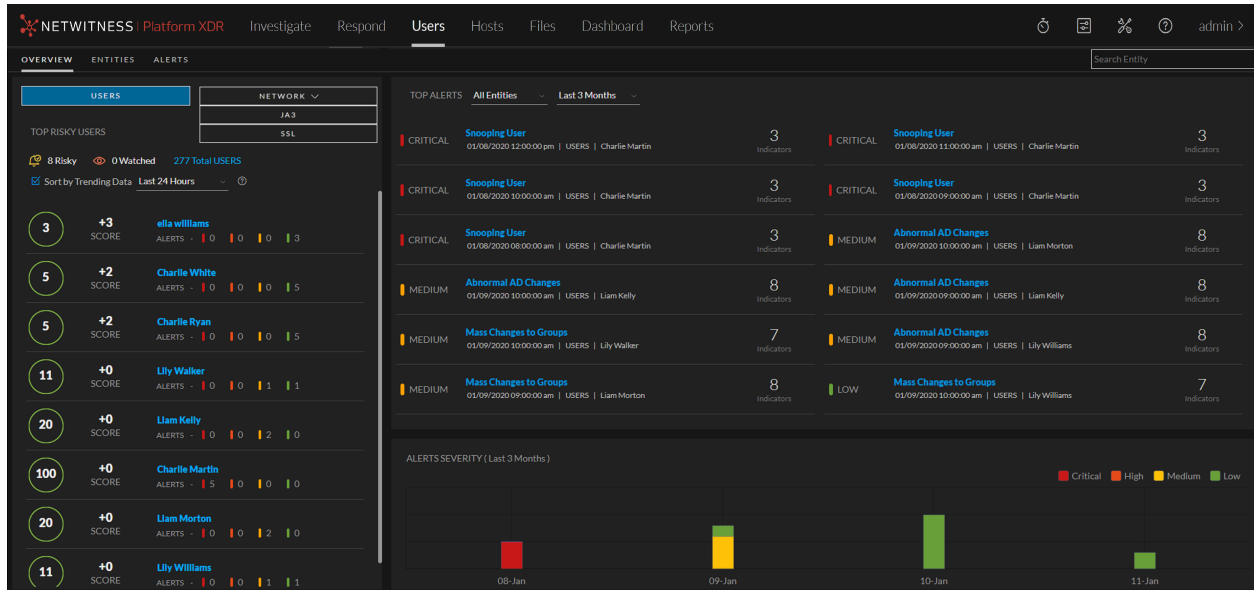 NETWITNESS Platform XDR Investigate Respond Users Hosts Files Dashboard Reports admin >
OVERVIEW ENTITIES ALERTS Search Entity
USERS NETWORK
JA3
SSL
TOP RISKY USERS
8 Risky 0 Watched 277 Total USERS
Sort by Trending Data Last 24 Hours
3 +3 SCORE ella williams
ALERTS - 0 0 0 3
5 +2 SCORE Charlie White
ALERTS - 0 0 0 5
5 +2 SCORE Charlie Ryan
ALERTS - 0 0 0 5
11 +0 SCORE Lily Walker
ALERTS - 0 0 1 1
20 +0 SCORE Liam Kelly
ALERTS - 0 0 2 0
100 +0 SCORE Charlie Martin
ALERTS - 5 0 0 0
20 +0 SCORE Liam Morton
ALERTS - 0 0 2 0
11 +0 SCORE Lily Williams
ALERTS - 0 0 1 1
TOP ALERTS All Entities Last 3 Months
CRITICAL Snooping User 3 Indicators
01/08/2020 12:00:00 pm | USERS | Charlie Martin
CRITICAL Snooping User 3 Indicators
01/08/2020 11:00:00 am | USERS | Charlie Martin
CRITICAL Snooping User 3 Indicators
01/08/2020 10:00:00 am | USERS | Charlie Martin
CRITICAL Snooping User 3 Indicators
01/08/2020 09:00:00 am | USERS | Charlie Martin
CRITICAL Snooping User 3 Indicators
01/08/2020 08:00:00 am | USERS | Charlie Martin
MEDIUM Abnormal AD Changes 8 Indicators
01/09/2020 10:00:00 am | USERS | Liam Morton
MEDIUM Abnormal AD Changes 8 Indicators
01/09/2020 10:00:00 am | USERS | Liam Kelly
MEDIUM Abnormal AD Changes 8 Indicators
01/09/2020 09:00:00 am | USERS | Liam Kelly
MEDIUM Mass Changes to Groups 7 Indicators
01/09/2020 10:00:00 am | USERS | Lily Walker
MEDIUM Abnormal AD Changes 8 Indicators
01/09/2020 09:00:00 am | USERS | Lily Williams
MEDIUM Mass Changes to Groups 8 Indicators
01/09/2020 09:00:00 am | USERS | Liam Morton
LOW Mass Changes to Groups 7 Indicators
01/09/2020 10:00:00 am | USERS | Lily Williams
ALERTS SEVERITY ( Last 3 Months )
Critical High Medium Low
08-Jan 09-Jan 10-Jan 11-Jan